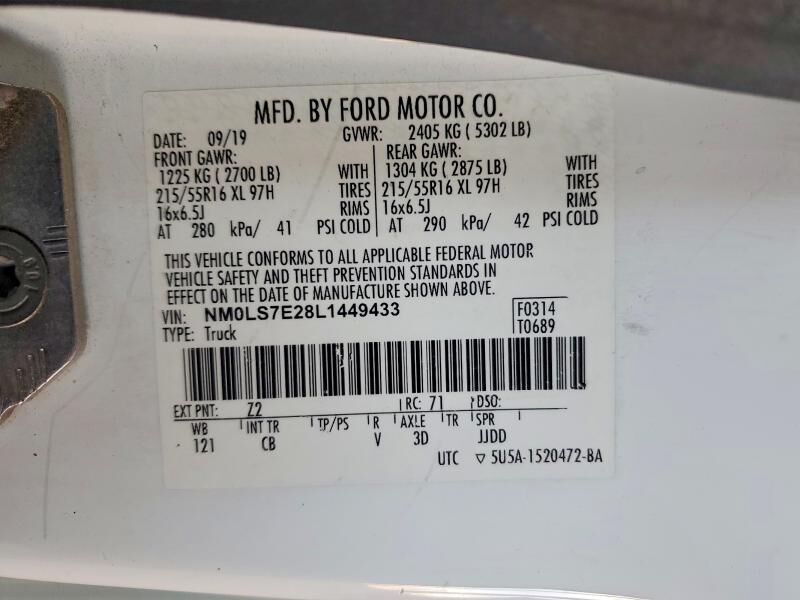 MFD. BY FORD MOTOR CO.
DATE: 09/19 GVWR: 2405 KG ( 5302 LB)
FRONT GAWR: REAR GAWR:
1225 KG ( 2700 LB) WITH 1304 KG ( 2875 LB) WITH
215/55R16 XL 97H TIRES 215/55R16 XL 97H TIRES
16x6.5J RIMS 16x6.5J RIMS
AT 280 kPa/ 41 PSI COLD AT 290 kPa/ 42 PSI COLD
THIS VEHICLE CONFORMS TO ALL APPLICABLE FEDERAL MOTOR
VEHICLE SAFETY AND THEFT PREVENTION STANDARDS IN
EFFECT ON THE DATE OF MANUFACTURE SHOWN ABOVE.
VIN: NM0LS7E28L1449433 F0314
TYPE: Truck T0689
EXT PNT: Z2 RC: 71 DSO:
WB INT TR TP/PS R AXLE TR SPR
121 CB V 3D JJDD
UTC ▽ 5U5A-1520472-BA